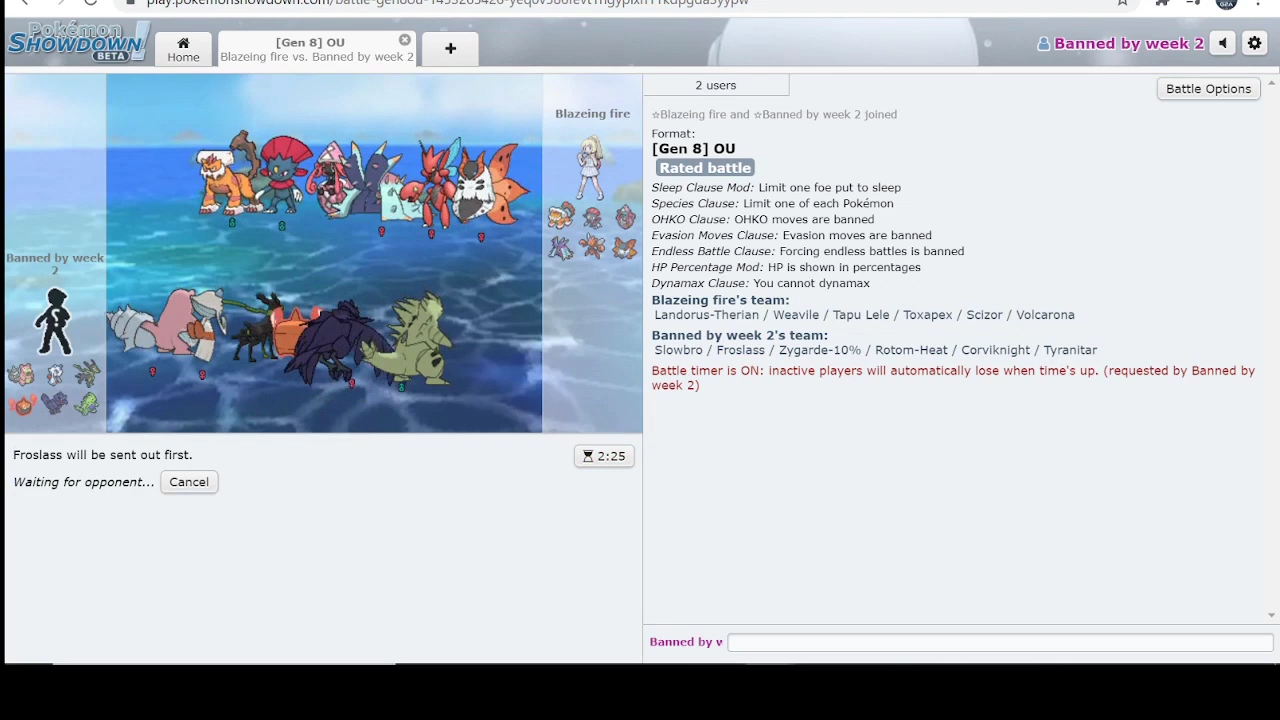 Pokémon
SHOWDOWN!
BETA
Home
[Gen 8] OU
Blazeing fire vs. Banned by week 2
+
Banned by week 2
Blazeing fire
Banned by week
2
Froslass will be sent out first.
2:25
Waiting for opponent...
Cancel
2 users
Battle Options
☆Blazeing fire and ☆Banned by week 2 joined
Format:
[Gen 8] OU
Rated battle
Sleep Clause Mod: Limit one foe put to sleep
Species Clause: Limit one of each Pokémon
OHKO Clause: OHKO moves are banned
Evasion Moves Clause: Evasion moves are banned
Endless Battle Clause: Forcing endless battles is banned
HP Percentage Mod: HP is shown in percentages
Dynamax Clause: You cannot dynamax
Blazeing fire's team:
Landorus-Therian / Weavile / Tapu Lele / Toxapex / Scizor / Volcarona
Banned by week 2's team:
Slowbro / Froslass / Zygarde-10% / Rotom-Heat / Corviknight / Tyranitar
Battle timer is ON: inactive players will automatically lose when time's up. (requested by Banned by
week 2)
Banned by w